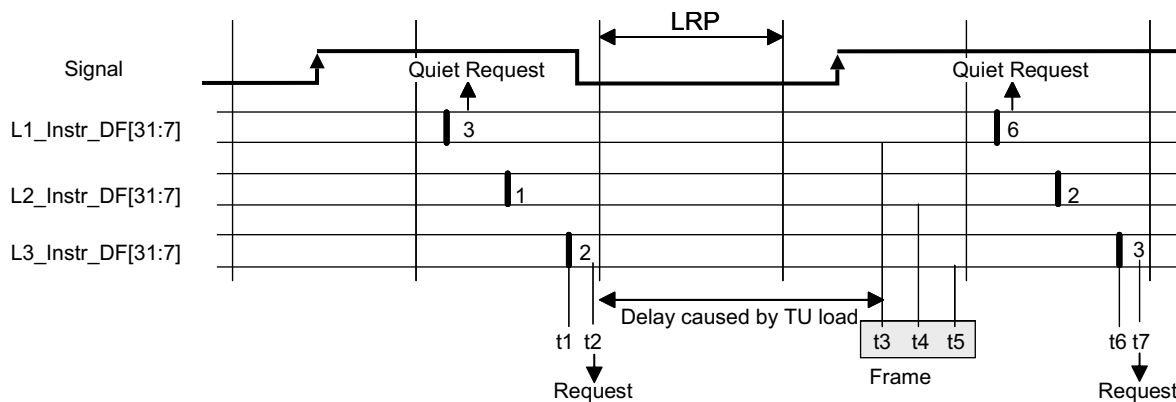 LRP
Signal
Quiet Request
Quiet Request
L1_Instr_DF[31:7]
3
6
L2_Instr_DF[31:7]
1
2
L3_Instr_DF[31:7]
2
3
Delay caused by TU load
t1 t2 t3 t4 t5 t6 t7
Frame
Request
Request